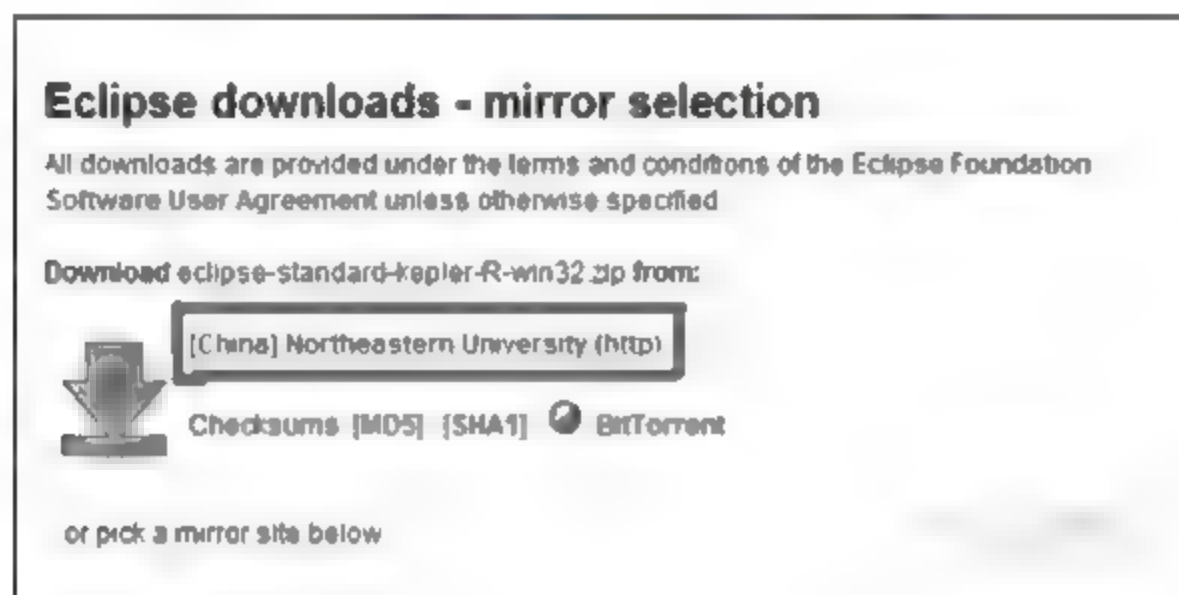 Eclipse downloads - mirror selection
All downloads are provided under the terms and conditions of the Eclipse Foundation
Software User Agreement unless otherwise specified
Download eclipse-standard-kepler-R-win32.zip from:
[China] Northeastern University (http)
Checksums [MD5] [SHA1] BitTorrent
or pick a mirror site below